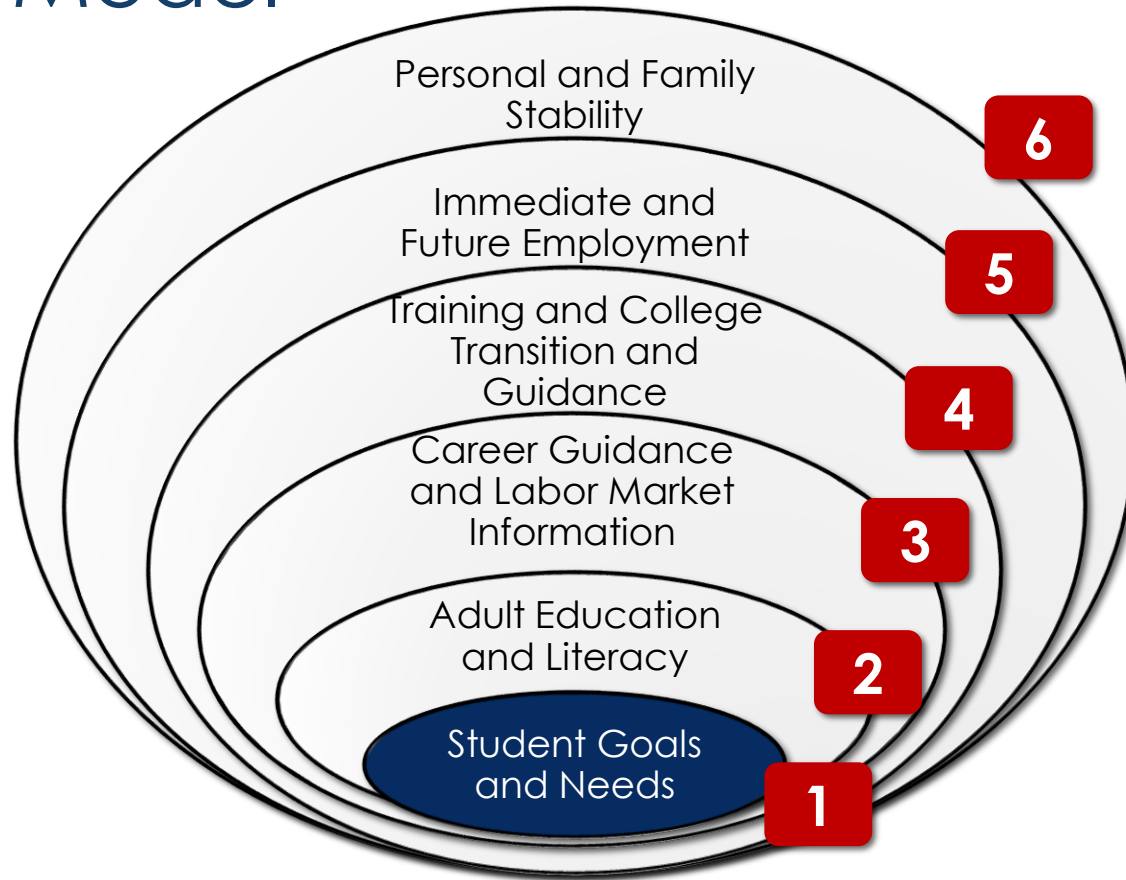 Model
Personal and Family
Stability
6
Immediate and
Future Employment
5
Training and College
Transition and
Guidance
4
Career Guidance
and Labor Market
Information
3
Adult Education
and Literacy
2
Student Goals
and Needs
1